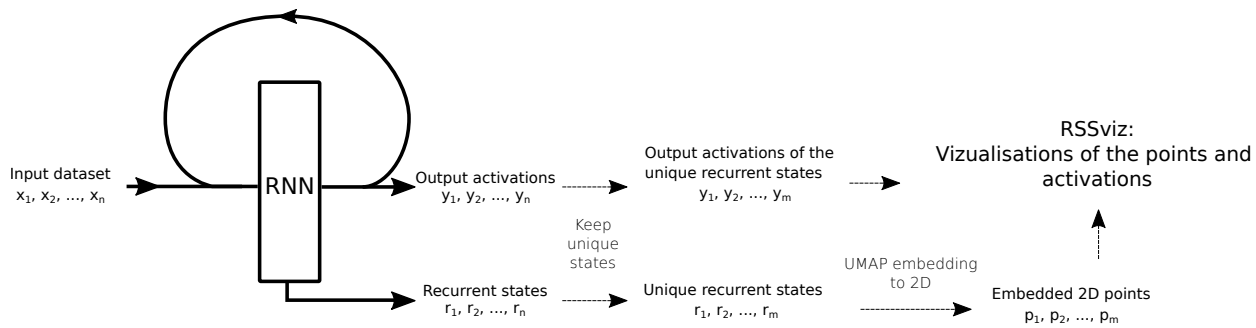 Input dataset
x₁, x₂, ..., xₙ
RNN
Output activations
y₁, y₂, ..., yₙ
Keep
unique
states
Recurrent states
r₁, r₂, ..., rₙ
Output activations of the
unique recurrent states
y₁, y₂, ..., yₘ
Unique recurrent states
r₁, r₂, ..., rₘ
UMAP embedding
to 2D
Embedded 2D points
p₁, p₂, ..., pₘ
RSSviz:
Vizualisations of the points and
activations